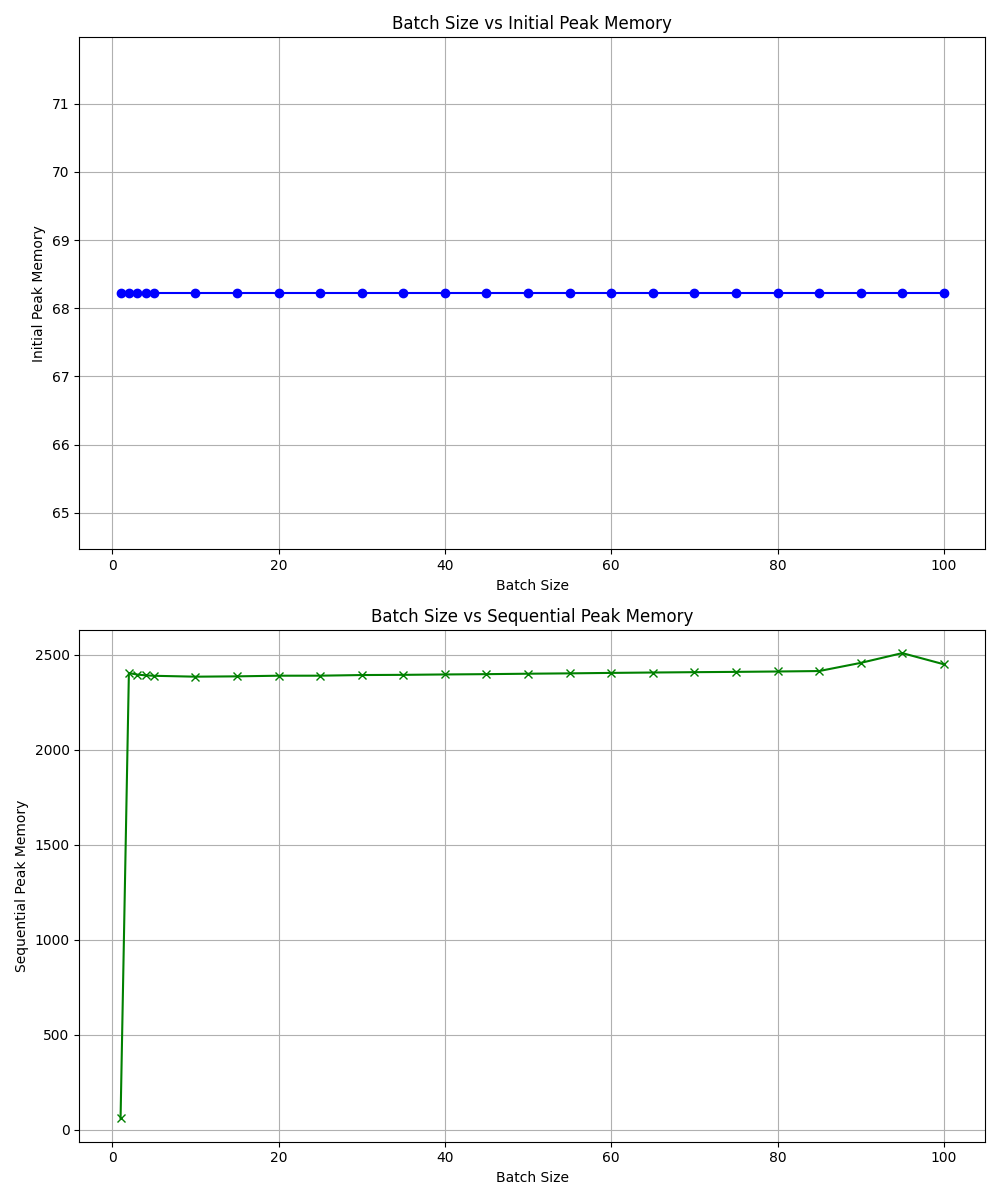 Batch Size vs Initial Peak Memory
Initial Peak Memory
71
70
69
68
67
66
65
0 20 40 60 80 100
Batch Size
Batch Size vs Sequential Peak Memory
Sequential Peak Memory
2500
2000
1500
1000
500
0
0 20 40 60 80 100
Batch Size